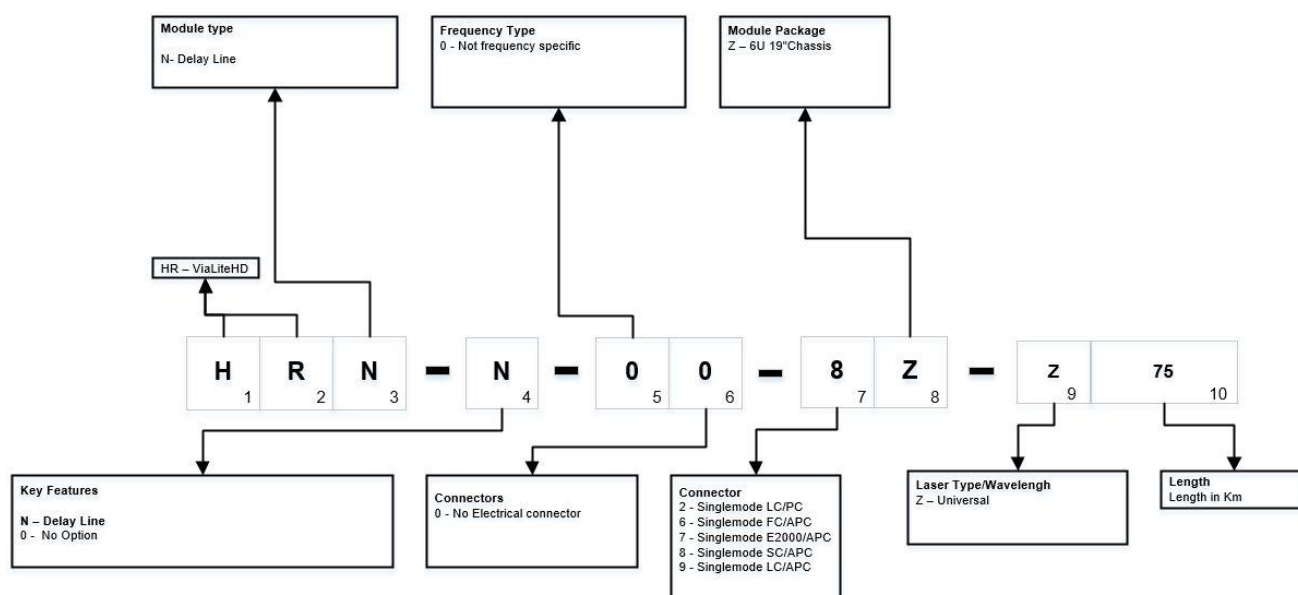 Module type
N- Delay Line
Frequency Type
0 - Not frequency specific
Module Package
Z – 6U 19"Chassis
HR – ViaLiteHD
H R N – N – 0 0 – 8 Z – Z 75
1 2 3 4 5 6 7 8 9 10
Key Features
N – Delay Line
0 - No Option
Connectors
0 - No Electrical connector
Connector
2 - Singlemode LC/PC
6 - Singlemode FC/APC
7 - Singlemode E2000/APC
8 - Singlemode SC/APC
9 - Singlemode LC/APC
Laser Type/Wavelengh
Z – Universal
Length
Length in Km